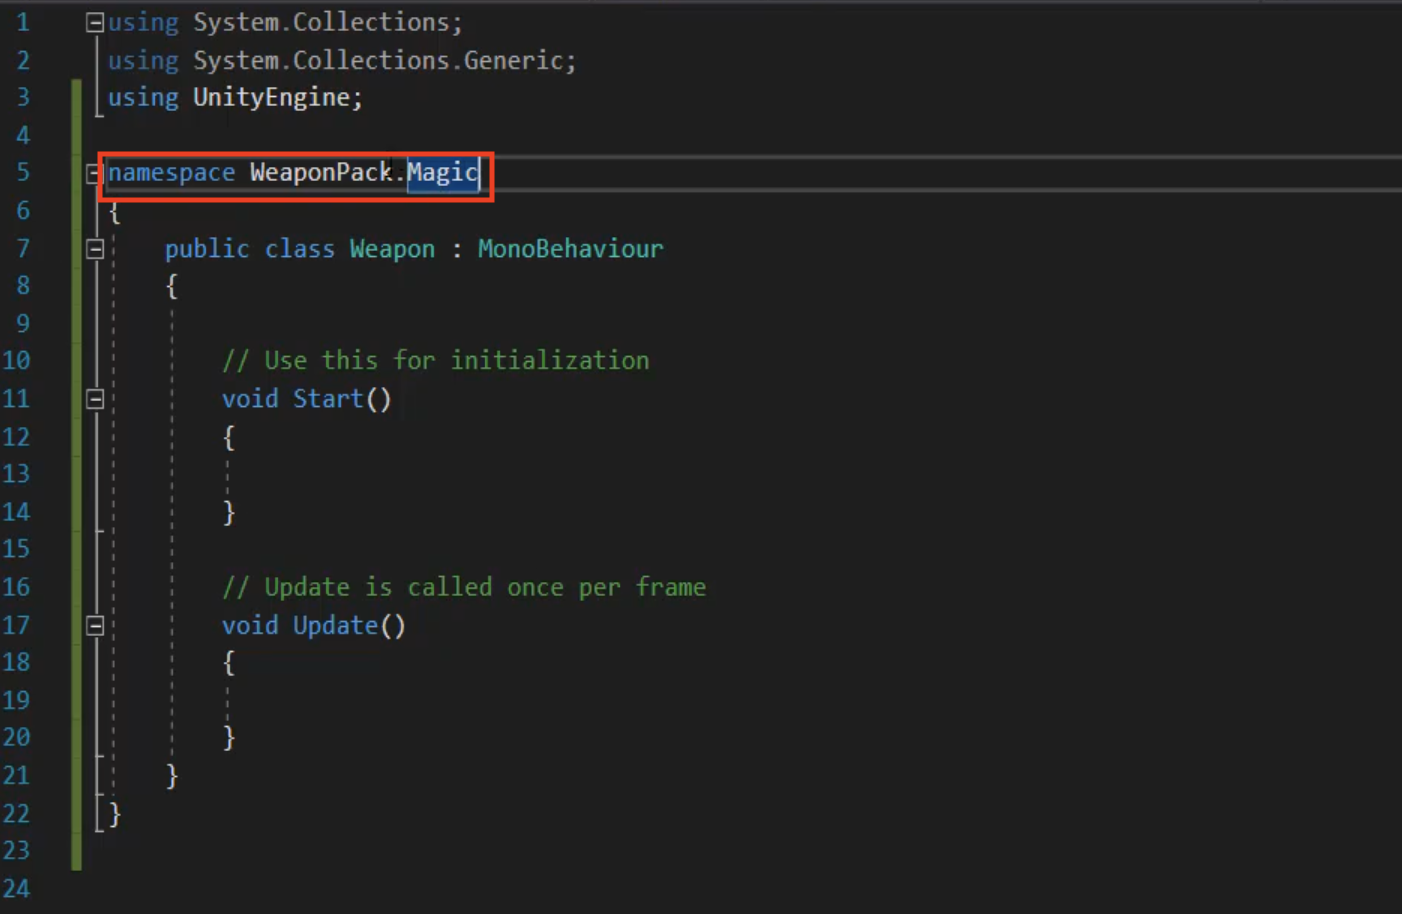 1 using System.Collections;
2 using System.Collections.Generic;
3 using UnityEngine;
4
5 namespace WeaponPack.Magic
6 {
7 public class Weapon : MonoBehaviour
8 {
9
10 // Use this for initialization
11 void Start()
12 {
13
14 }
15
16 // Update is called once per frame
17 void Update()
18 {
19
20 }
21 }
22 }
23
24